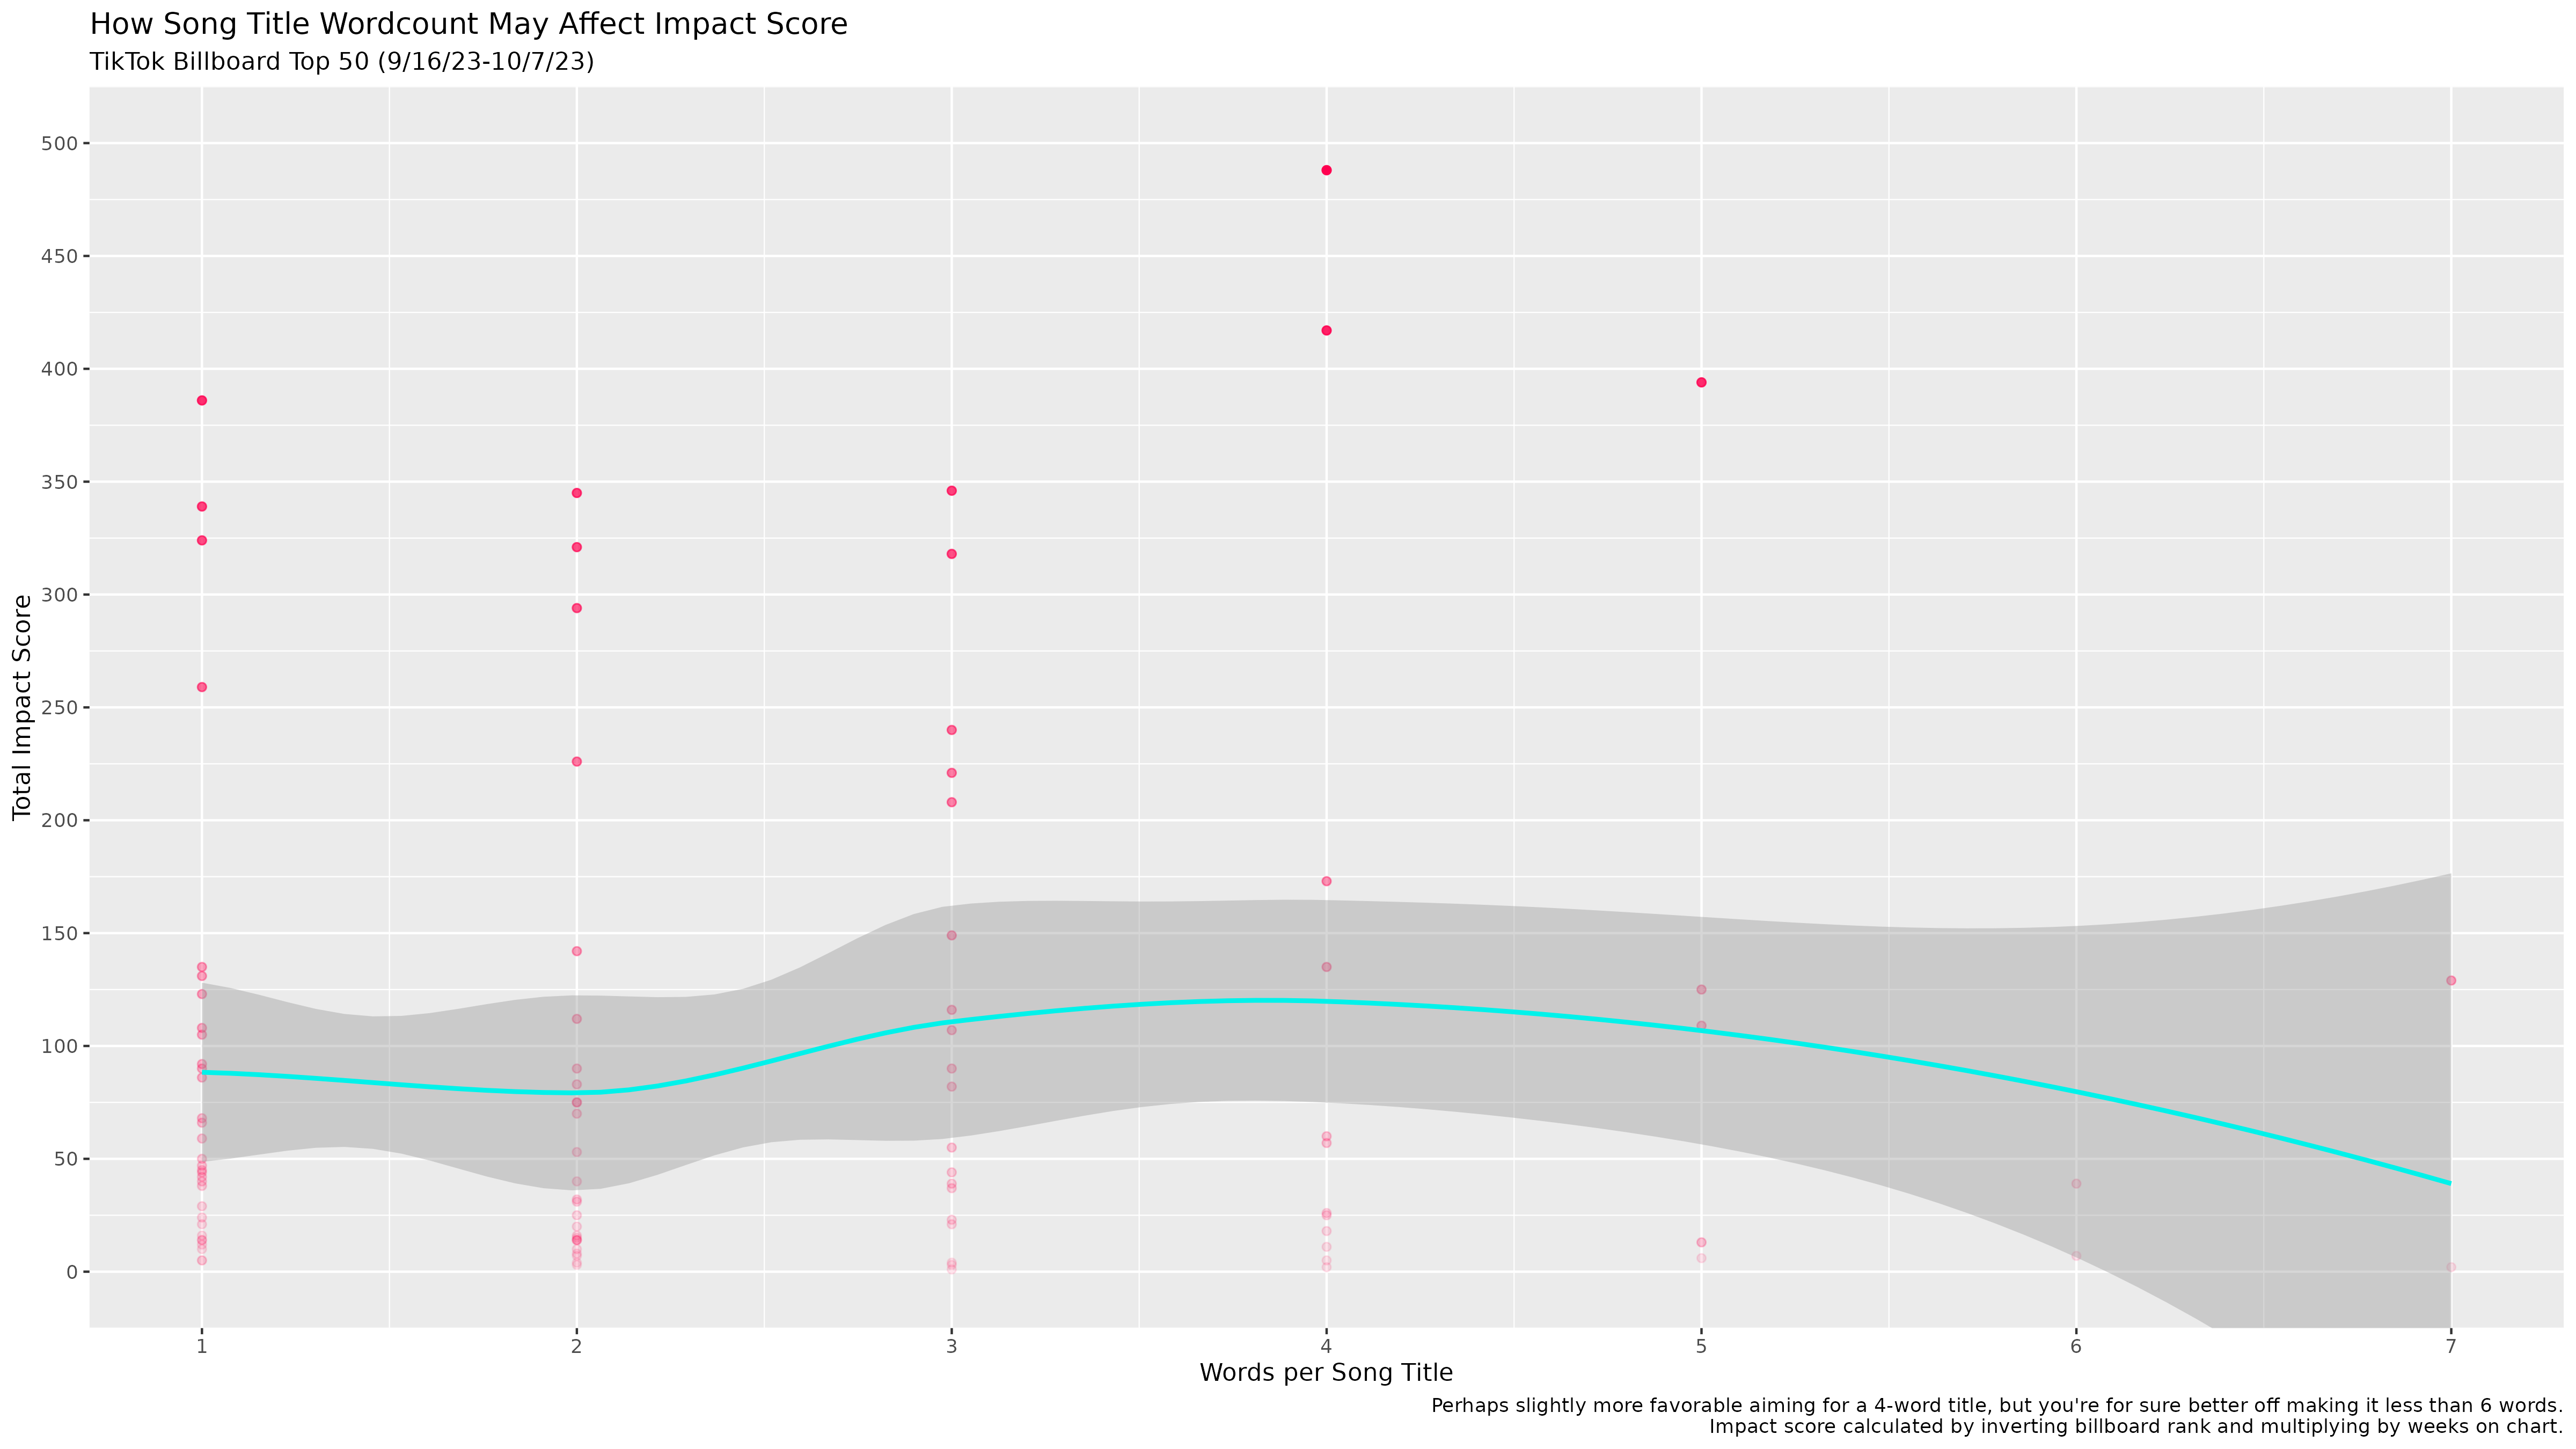 How Song Title Wordcount May Affect Impact Score
TikTok Billboard Top 50 (9/16/23-10/7/23)
Total Impact Score
500
450
400
350
300
250
200
150
100
50
0
1 2 3 4 5 6 7
Words per Song Title
Perhaps slightly more favorable aiming for a 4-word title, but you're for sure better off making it less than 6 words.
Impact score calculated by inverting billboard rank and multiplying by weeks on chart.